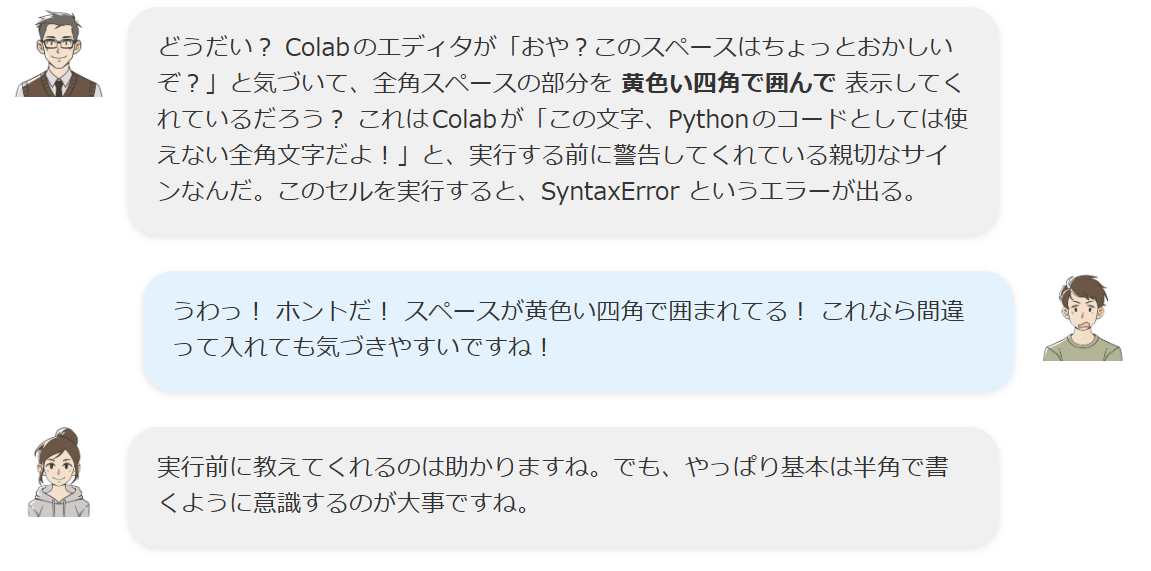 どうだい？ Colabのエディタが「おや？このスペースはちょっとおかしい
ぞ？」と気づいて、全角スペースの部分を 黄色い四角で囲んで 表示してく
れているだろう？ これはColabが「この文字、Pythonのコードとしては使
えない全角文字だよ！」と、実行する前に警告してくれている親切なサイ
ンなんだ。このセルを実行すると、SyntaxError というエラーが出る。
うわっ！ ホントだ！ スペースが黄色い四角で囲まれてる！ これなら間違
って入れても気づきやすいですね！
実行前に教えてくれるのは助かりますね。でも、やっぱり基本は半角で書
くように意識するのが大事ですね。